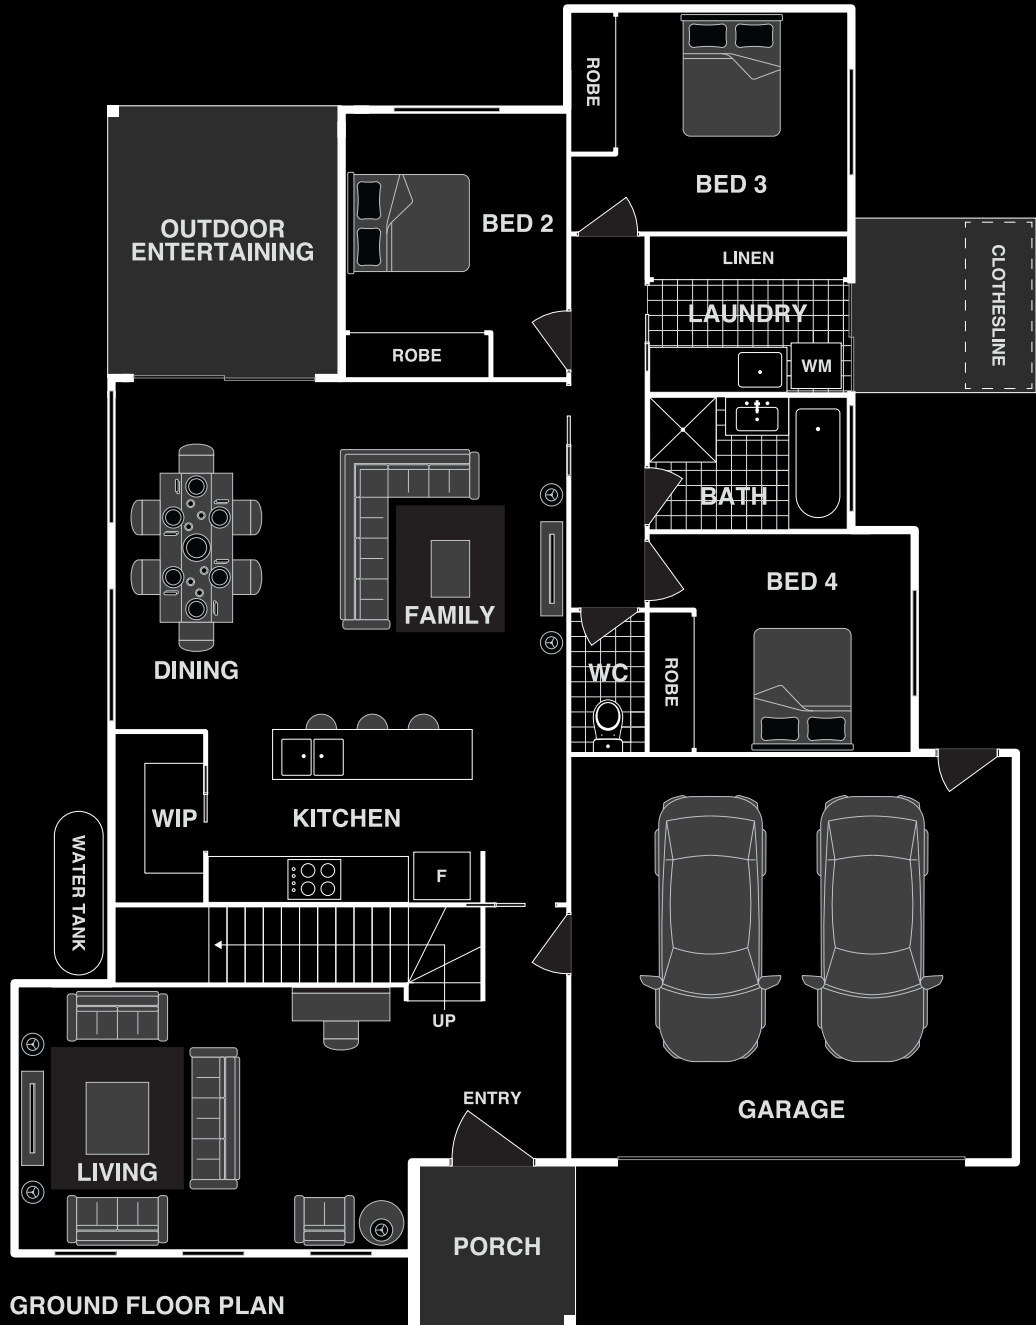 ROBE
BED 3
OUTDOOR
ENTERTAINING
BED 2
LINEN
CLOTHESLINE
LAUNDRY
ROBE
WM
BATH
BED 4
FAMILY
DINING
WC
ROBE
WIP
KITCHEN
F
WATER TANK
UP
ENTRY
GARAGE
LIVING
PORCH
GROUND FLOOR PLAN